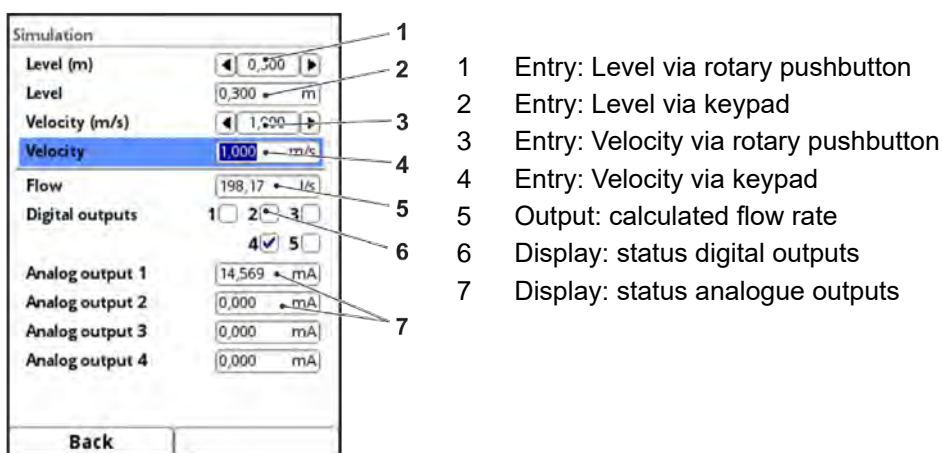 Simulation
Level (m) 0,300
Level 0,300 m
Velocity (m/s) 1,000
Velocity 1,000 m/s
Flow 198,17 l/s
Digital outputs 1 2 3
4 5
Analog output 1 14,569 mA
Analog output 2 0,000 mA
Analog output 3 0,000 mA
Analog output 4 0,000 mA
Back
1
2
3
4
5
6
7
1 Entry: Level via rotary pushbutton
2 Entry: Level via keypad
3 Entry: Velocity via rotary pushbutton
4 Entry: Velocity via keypad
5 Output: calculated flow rate
6 Display: status digital outputs
7 Display: status analogue outputs